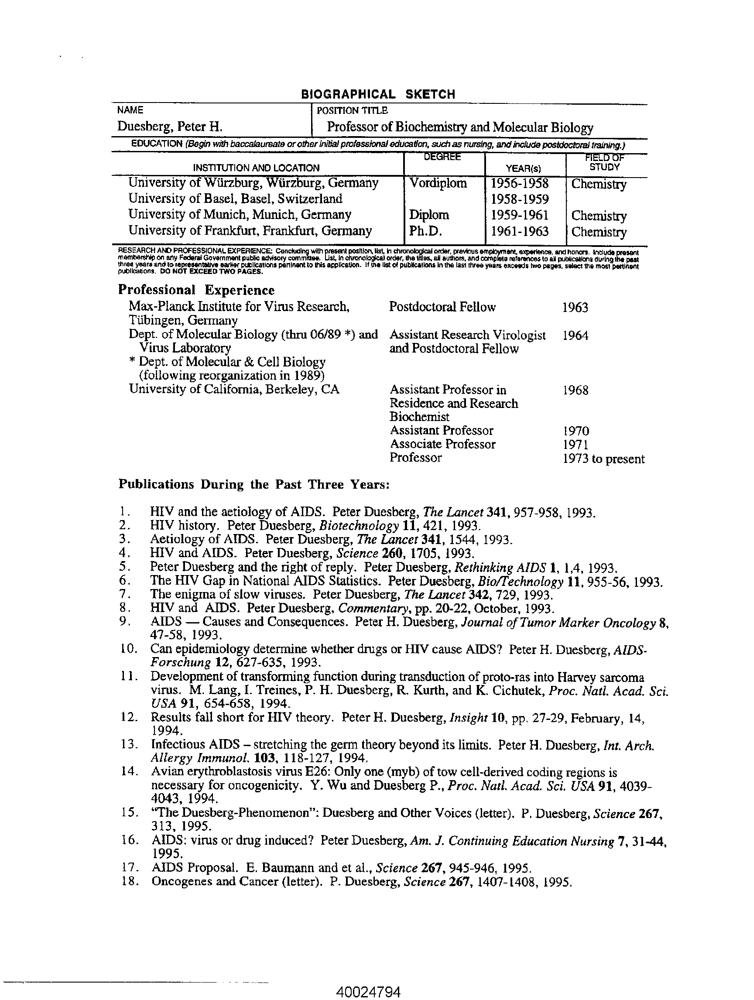 BIOGRAPHICAL SKETCH
NAME
POSITION TITLE
Duesberg, Peter H.
Professor of Biochemistry and Molecular Biology
EDUCATION (Begin with baccalaureate or other initial professional education, such as nursing, and include postdoctoral training.)
INSTITUTION AND LOCATION DEGREE YEAR(s) FIELD OF STUDY
University of Würzburg, Würzburg, Germany Vordiplom 1956-1958 Chemistry
University of Basel, Basel, Switzerland 1958-1959
University of Munich, Munich, Germany Diplom 1959-1961 Chemistry
University of Frankfurt, Frankfurt, Germany Ph.D. 1961-1963 Chemistry
RESEARCH AND PROFESSIONAL EXPERIENCE: Concluding with present position, list, in chronological order, previous employment, experience, and honors. Include present
membership on any Federal Government public advisory committee. List, in chronological order, the titles, all authors, and complete references to all publications during the past
three years and to representative earlier publications pertinent to this application. If the list of publications in the last three years exceeds two pages, select the most pertinent
publications. DO NOT EXCEED TWO PAGES.
Professional Experience
Max-Planck Institute for Virus Research, Postdoctoral Fellow 1963
Tübingen, Germany
Dept. of Molecular Biology (thru 06/89 *) and Assistant Research Virologist 1964
Virus Laboratory and Postdoctoral Fellow
* Dept. of Molecular & Cell Biology
(following reorganization in 1989)
University of California, Berkeley, CA Assistant Professor in 1968
Residence and Research
Biochemist
Assistant Professor 1970
Associate Professor 1971
Professor 1973 to present
Publications During the Past Three Years:
1. HIV and the aetiology of AIDS. Peter Duesberg, The Lancet 341, 957-958, 1993.
2. HIV history. Peter Duesberg, Biotechnology 11, 421, 1993.
3. Aetiology of AIDS. Peter Duesberg, The Lancet 341, 1544, 1993.
4. HIV and AIDS. Peter Duesberg, Science 260, 1705, 1993.
5. Peter Duesberg and the right of reply. Peter Duesberg, Rethinking AIDS 1, 1,4, 1993.
6. The HIV Gap in National AIDS Statistics. Peter Duesberg, Bio/Technology 11, 955-56, 1993.
7. The enigma of slow viruses. Peter Duesberg, The Lancet 342, 729, 1993.
8. HIV and AIDS. Peter Duesberg, Commentary, pp. 20-22, October, 1993.
9. AIDS — Causes and Consequences. Peter H. Duesberg, Journal of Tumor Marker Oncology 8,
47-58, 1993.
10. Can epidemiology determine whether drugs or HIV cause AIDS? Peter H. Duesberg, AIDS-
Forschung 12, 627-635, 1993.
11. Development of transforming function during transduction of proto-ras into Harvey sarcoma
virus. M. Lang, I. Treines, P. H. Duesberg, R. Kurth, and K. Cichutek, Proc. Natl. Acad. Sci.
USA 91, 654-658, 1994.
12. Results fall short for HIV theory. Peter H. Duesberg, Insight 10, pp. 27-29, February, 14,
1994.
13. Infectious AIDS – stretching the germ theory beyond its limits. Peter H. Duesberg, Int. Arch.
Allergy Immunol. 103, 118-127, 1994.
14. Avian erythroblastosis virus E26: Only one (myb) of tow cell-derived coding regions is
necessary for oncogenicity. Y. Wu and Duesberg P., Proc. Natl. Acad. Sci. USA 91, 4039-
4043, 1994.
15. "The Duesberg-Phenomenon": Duesberg and Other Voices (letter). P. Duesberg, Science 267,
313, 1995.
16. AIDS: virus or drug induced? Peter Duesberg, Am. J. Continuing Education Nursing 7, 31-44,
1995.
17. AIDS Proposal. E. Baumann and et al., Science 267, 945-946, 1995.
18. Oncogenes and Cancer (letter). P. Duesberg, Science 267, 1407-1408, 1995.
40024794